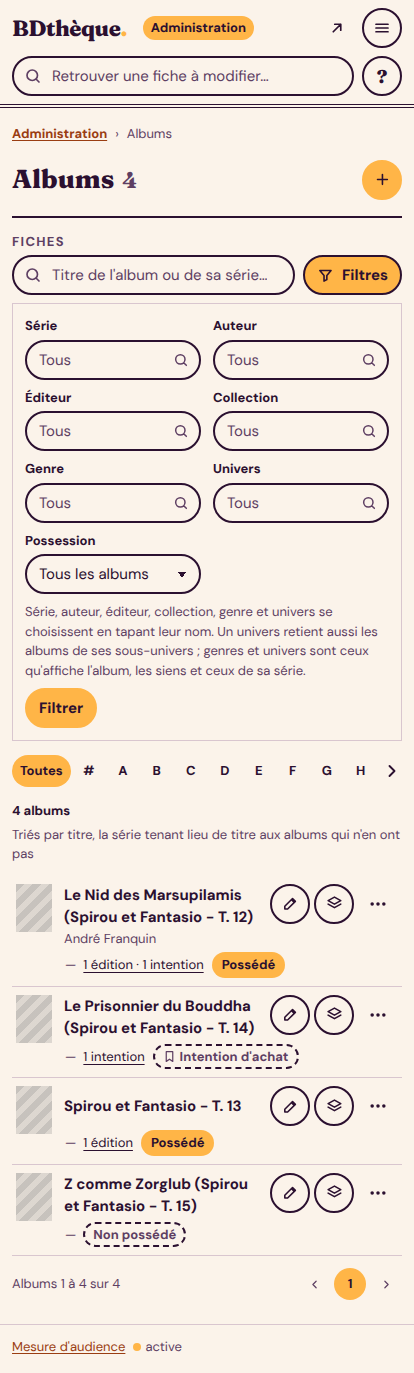 BDthèque. Administration
Retrouver une fiche à modifier... ?
Administration › Albums
Albums 4 +
FICHES
Titre de l'album ou de sa série... Filtres
Série Auteur
Tous Tous
Éditeur Collection
Tous Tous
Genre Univers
Tous Tous
Possession
Tous les albums
Série, auteur, éditeur, collection, genre et univers se
choisissent en tapant leur nom. Un univers retient aussi les
albums de ses sous-univers ; genres et univers sont ceux
qu'affiche l'album, les siens et ceux de sa série.
Filtrer
Toutes # A B C D E F G H
4 albums
Triés par titre, la série tenant lieu de titre aux albums qui n'en ont
pas
Le Nid des Marsupilamis
(Spirou et Fantasio - T. 12)
André Franquin
— 1 édition · 1 intention Possédé
Le Prisonnier du Bouddha
(Spirou et Fantasio - T. 14)
— 1 intention Intention d'achat
Spirou et Fantasio - T. 13
— 1 édition Possédé
Z comme Zorglub (Spirou
et Fantasio - T. 15)
— Non possédé
Albums 1 à 4 sur 4 ‹ 1 ›
Mesure d'audience active